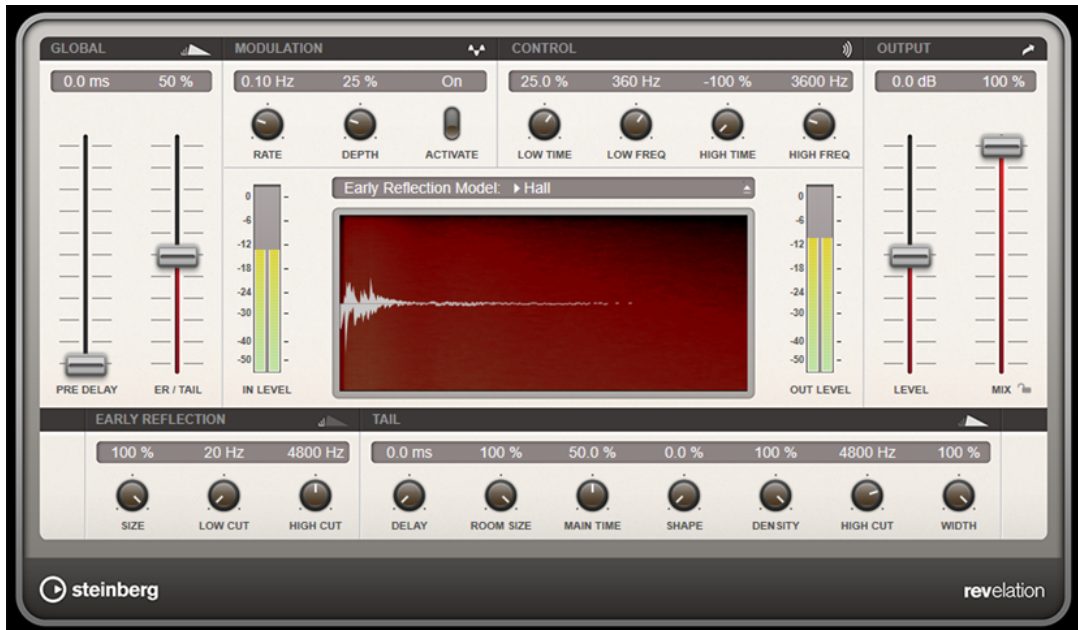 GLOBAL MODULATION CONTROL OUTPUT
0.0 ms 50 % 0.10 Hz 25 % On 25.0 % 360 Hz -100 % 3600 Hz 0.0 dB 100 %
RATE DEPTH ACTIVATE LOW TIME LOW FREQ HIGH TIME HIGH FREQ
Early Reflection Model: Hall
0 0
-6 -6
-12 -12
-18 -18
-24 -24
-30 -30
-40 -40
-50 -50
PRE DELAY ER / TAIL IN LEVEL OUT LEVEL LEVEL MIX
EARLY REFLECTION TAIL
100 % 20 Hz 4800 Hz 0.0 ms 100 % 50.0 % 0.0 % 100 % 4800 Hz 100 %
SIZE LOW CUT HIGH CUT DELAY ROOM SIZE MAIN TIME SHAPE DENSITY HIGH CUT WIDTH
steinberg revelation